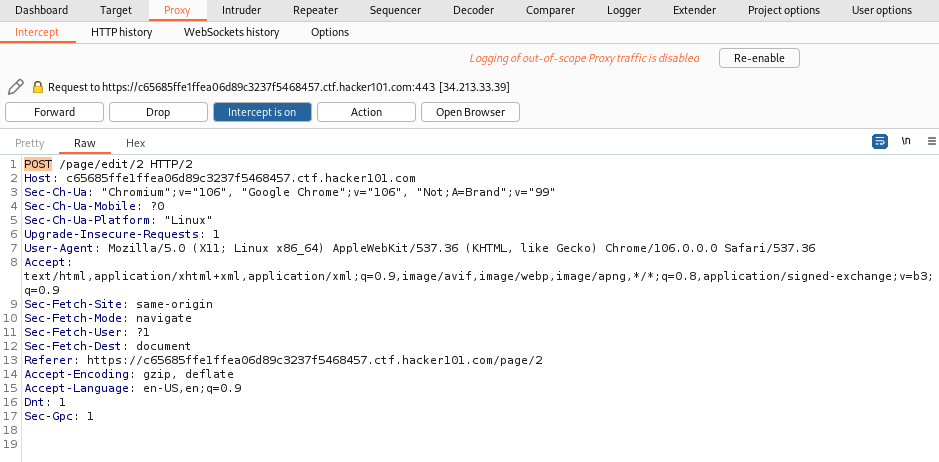 Dashboard Target Proxy Intruder Repeater Sequencer Decoder Comparer Logger Extender Project options User options
Intercept HTTP history WebSockets history Options
Logging of out-of-scope Proxy traffic is disabled Re-enable
Request to https://c65685ffe1ffea06d89c3237f5468457.ctf.hacker101.com:443 [34.213.33.39]
Forward Drop Intercept is on Action Open Browser
Pretty Raw Hex \n
1 POST /page/edit/2 HTTP/2
2 Host: c65685ffe1ffea06d89c3237f5468457.ctf.hacker101.com
3 Sec-Ch-Ua: "Chromium";v="106", "Google Chrome";v="106", "Not;A=Brand";v="99"
4 Sec-Ch-Ua-Mobile: ?0
5 Sec-Ch-Ua-Platform: "Linux"
6 Upgrade-Insecure-Requests: 1
7 User-Agent: Mozilla/5.0 (X11; Linux x86_64) AppleWebKit/537.36 (KHTML, like Gecko) Chrome/106.0.0.0 Safari/537.36
8 Accept:
text/html,application/xhtml+xml,application/xml;q=0.9,image/avif,image/webp,image/apng,*/*;q=0.8,application/signed-exchange;v=b3;
q=0.9
9 Sec-Fetch-Site: same-origin
10 Sec-Fetch-Mode: navigate
11 Sec-Fetch-User: ?1
12 Sec-Fetch-Dest: document
13 Referer: https://c65685ffe1ffea06d89c3237f5468457.ctf.hacker101.com/page/2
14 Accept-Encoding: gzip, deflate
15 Accept-Language: en-US,en;q=0.9
16 Dnt: 1
17 Sec-Gpc: 1
18
19